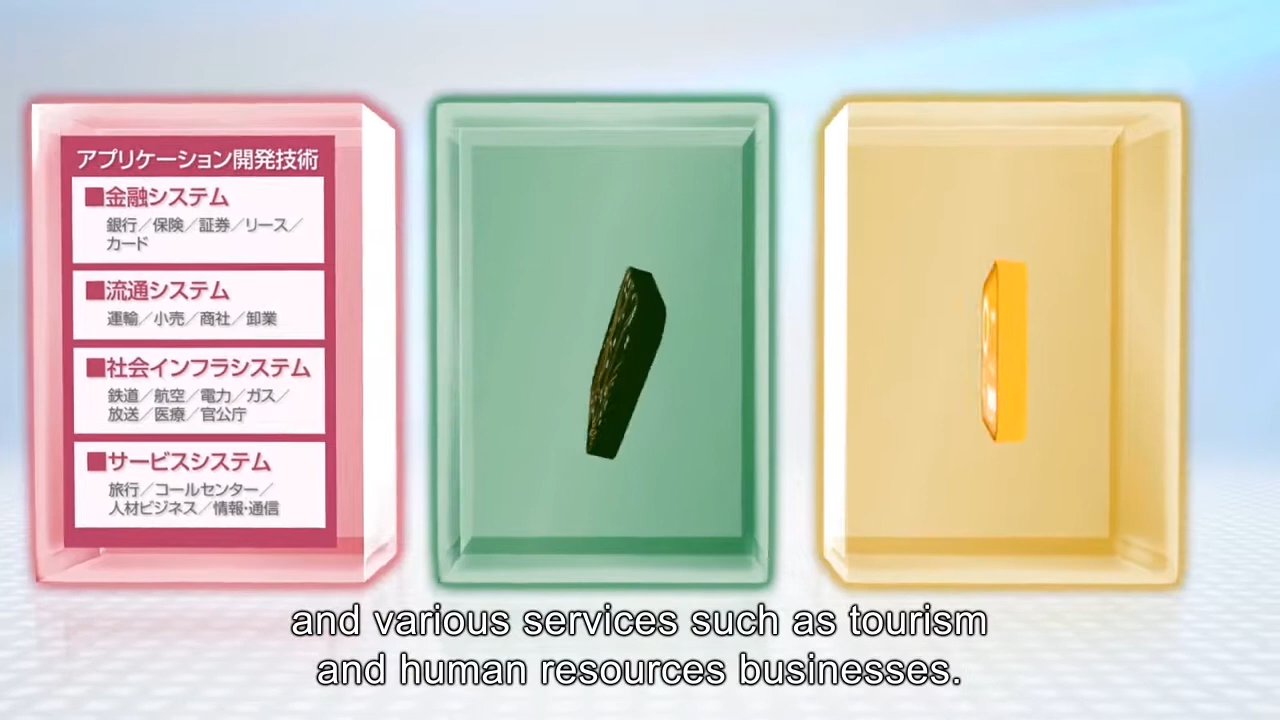 アプリケーション開発技術
■金融システム
銀行／保険／証券／リース／
カード
■流通システム
運輸／小売／商社／卸業
■社会インフラシステム
鉄道／航空／電力／ガス／
放送／医療／官公庁
■サービスシステム
旅行／コールセンター／
人材ビジネス／情報・通信
and various services such as tourism
and human resources businesses.